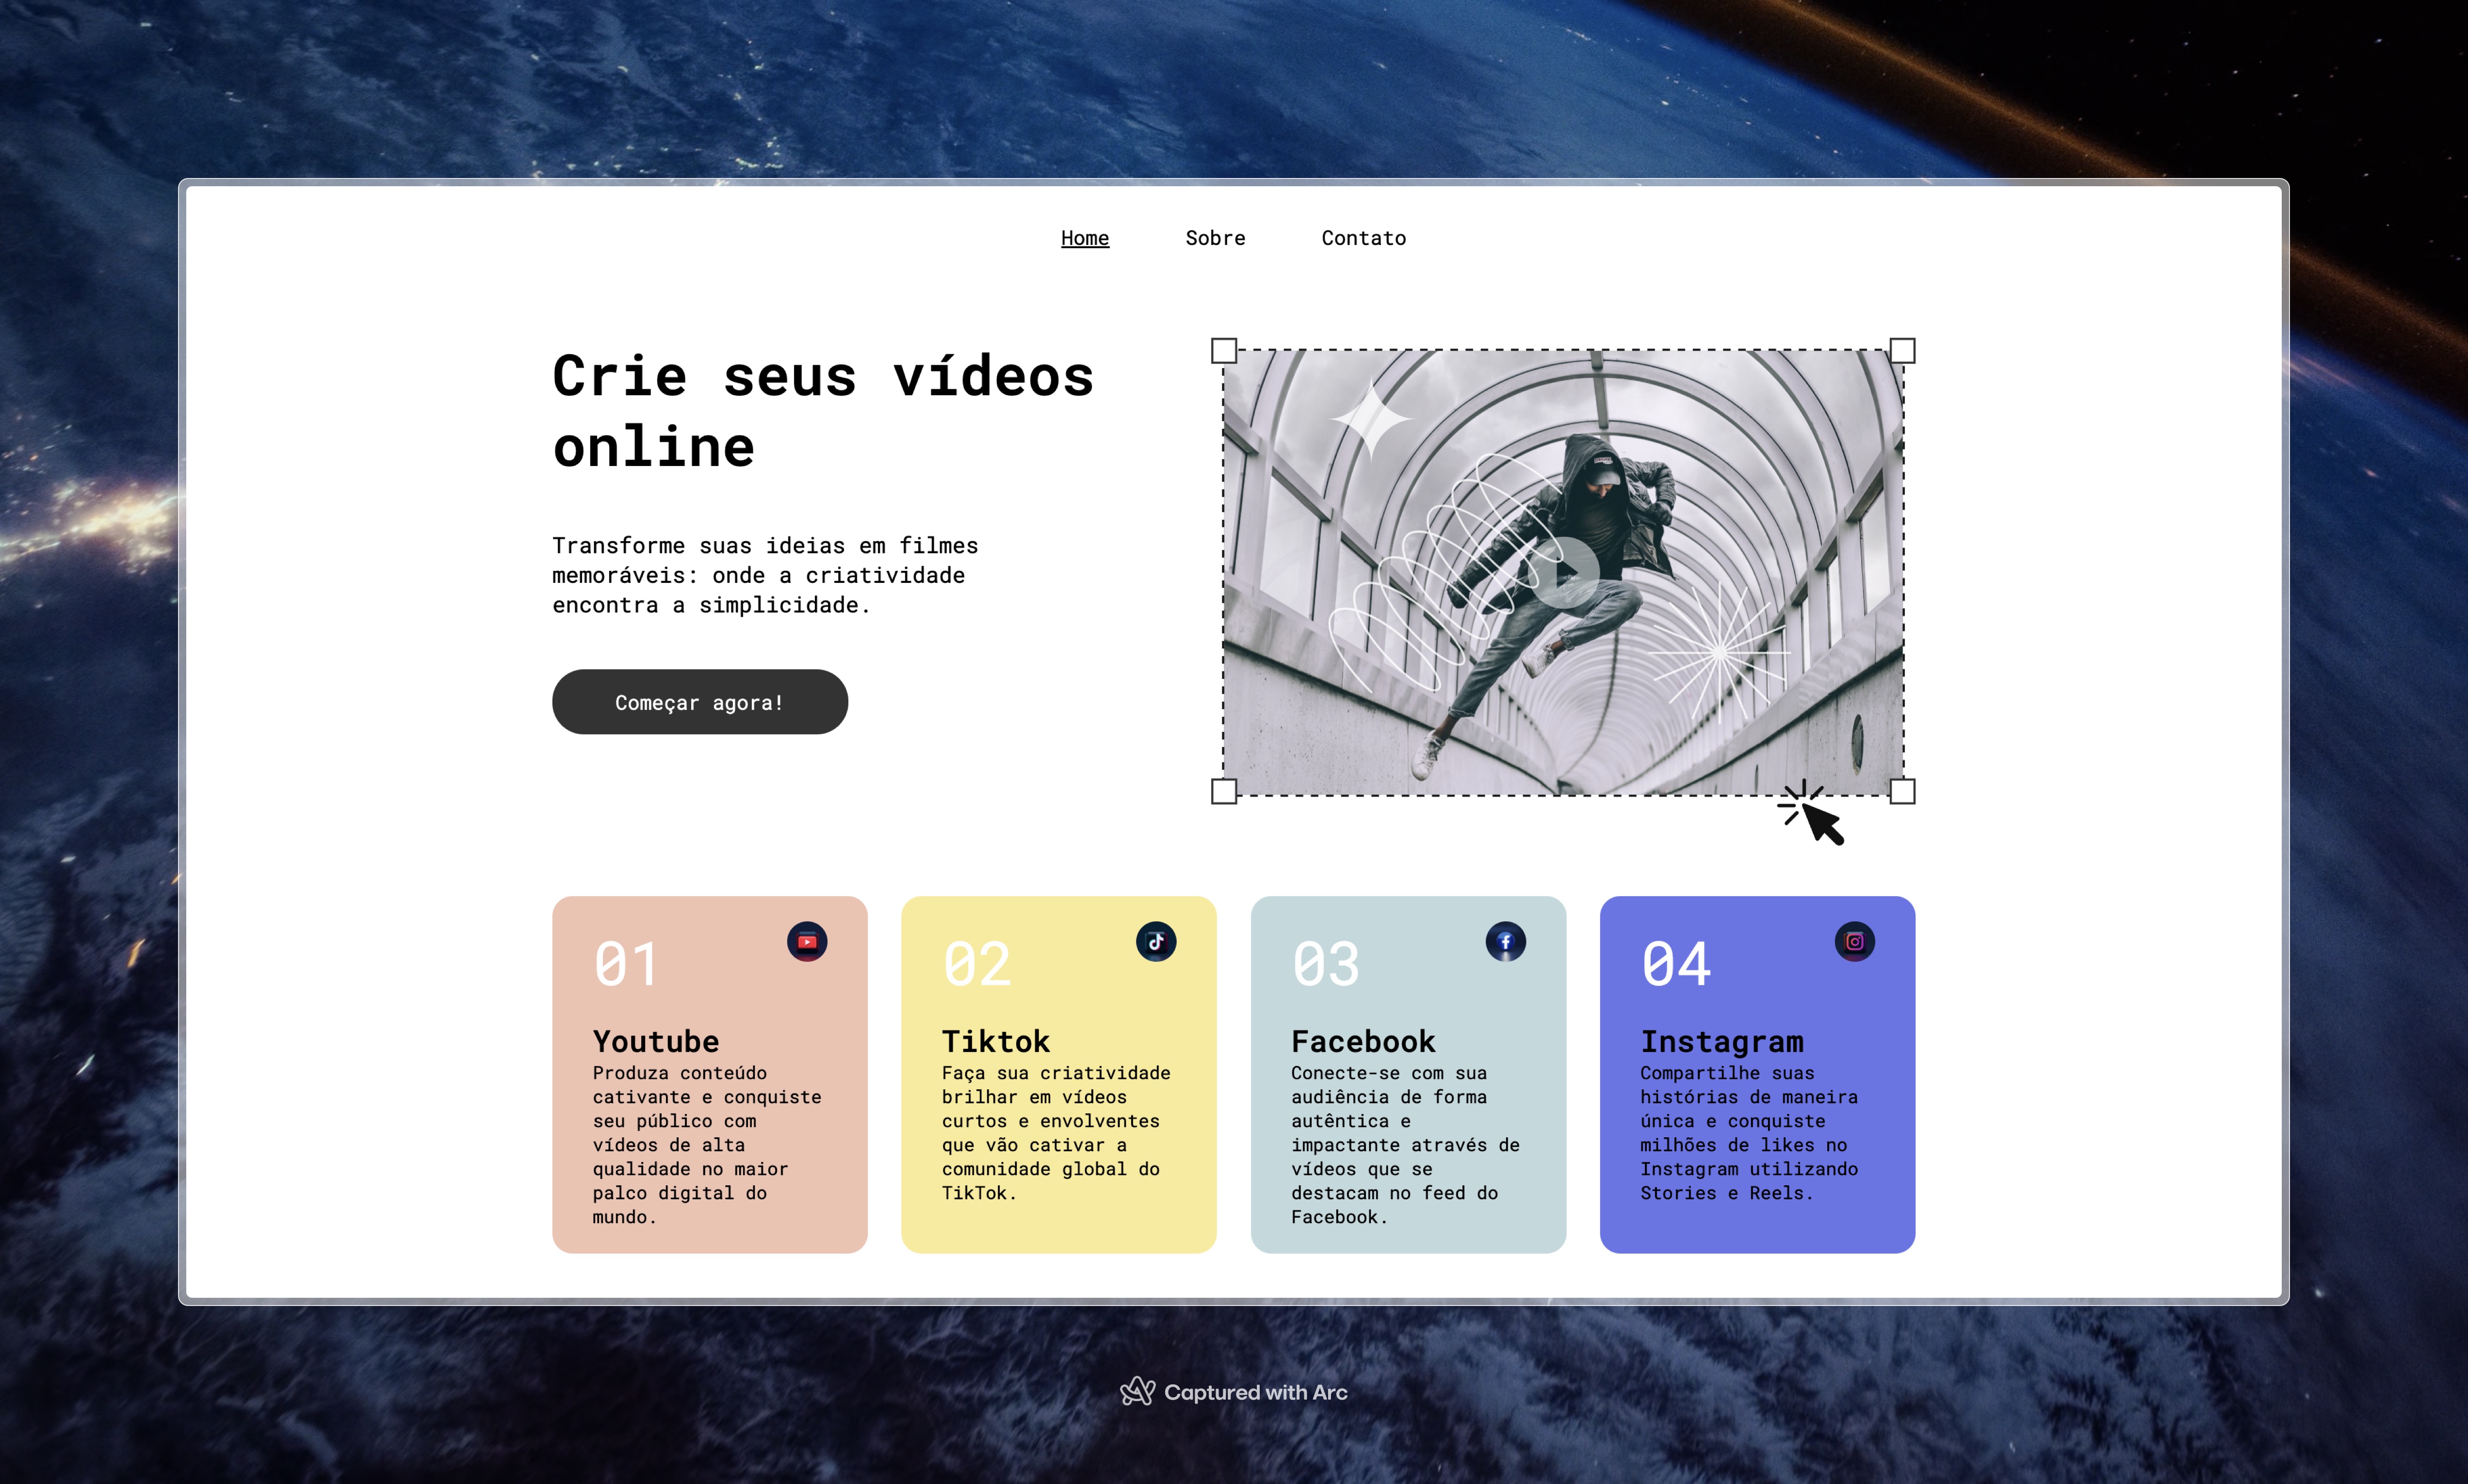 Home Sobre Contato
Crie seus vídeos
online
Transforme suas ideias em filmes
memoráveis: onde a criatividade
encontra a simplicidade.
Começar agora!
01
Youtube
Produza conteúdo
cativante e conquiste
seu público com
vídeos de alta
qualidade no maior
palco digital do
mundo.
02
Tiktok
Faça sua criatividade
brilhar em vídeos
curtos e envolventes
que vão cativar a
comunidade global do
TikTok.
03
Facebook
Conecte-se com sua
audiência de forma
autêntica e
impactante através de
vídeos que se
destacam no feed do
Facebook.
04
Instagram
Compartilhe suas
histórias de maneira
única e conquiste
milhões de likes no
Instagram utilizando
Stories e Reels.
Captured with Arc